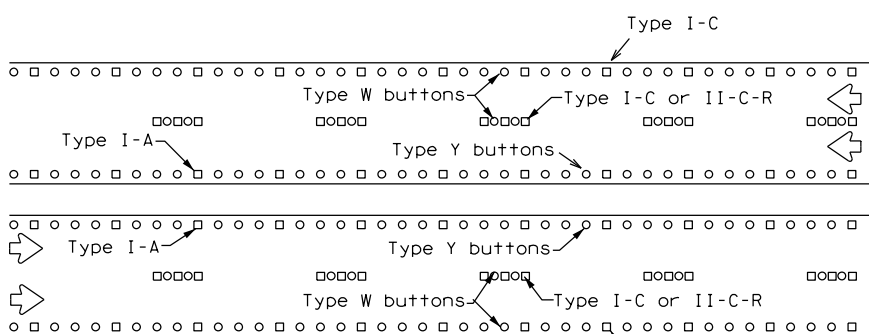 Type I-C
Type W buttons
Type I-C or II-C-R
Type I-A
Type Y buttons
Type I-A
Type Y buttons
Type W buttons
Type I-C or II-C-R